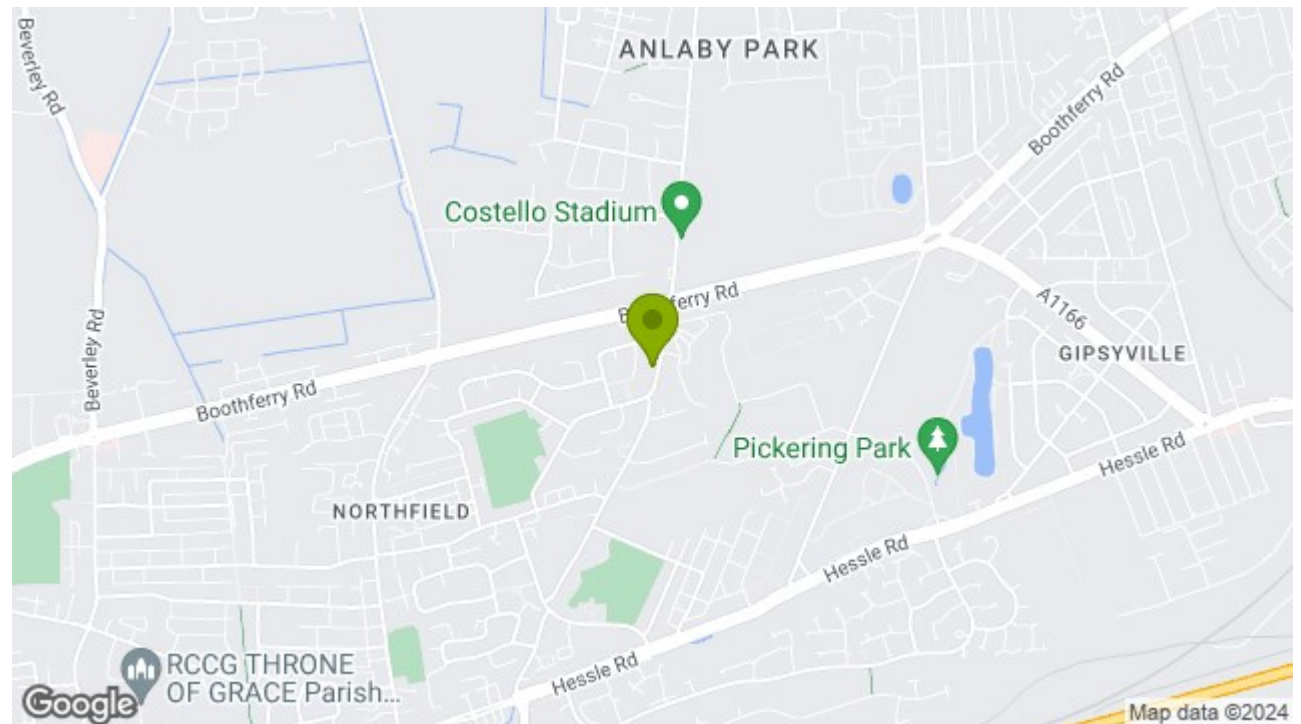 ANLABY PARK
Beverley Rd
Boothferry Rd
Costello Stadium
ferry Rd
A1166
GIPSYVILLE
Beverley Rd
Boothferry Rd
Pickering Park
Hessle Rd
NORTHFIELD
Hessle Rd
Hessle Rd
RCCG THRONE
OF GRACE Parish...
Google
Map data ©2024